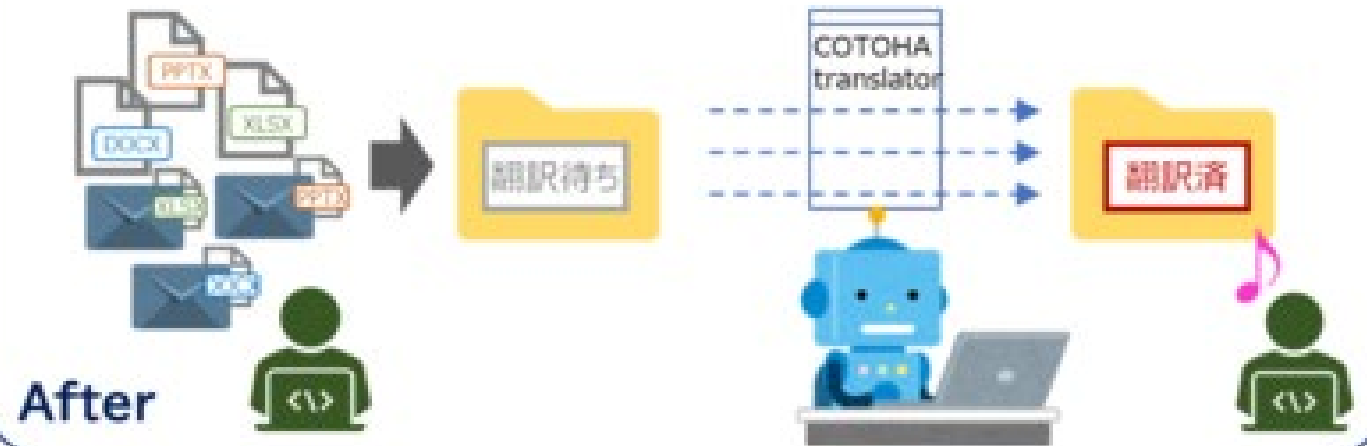 PPTX
XLSX
DOCX
XLSX
PPTX
DOCX
翻訳待ち
COTOHA
translator
翻訳済
After
<\>
<\>